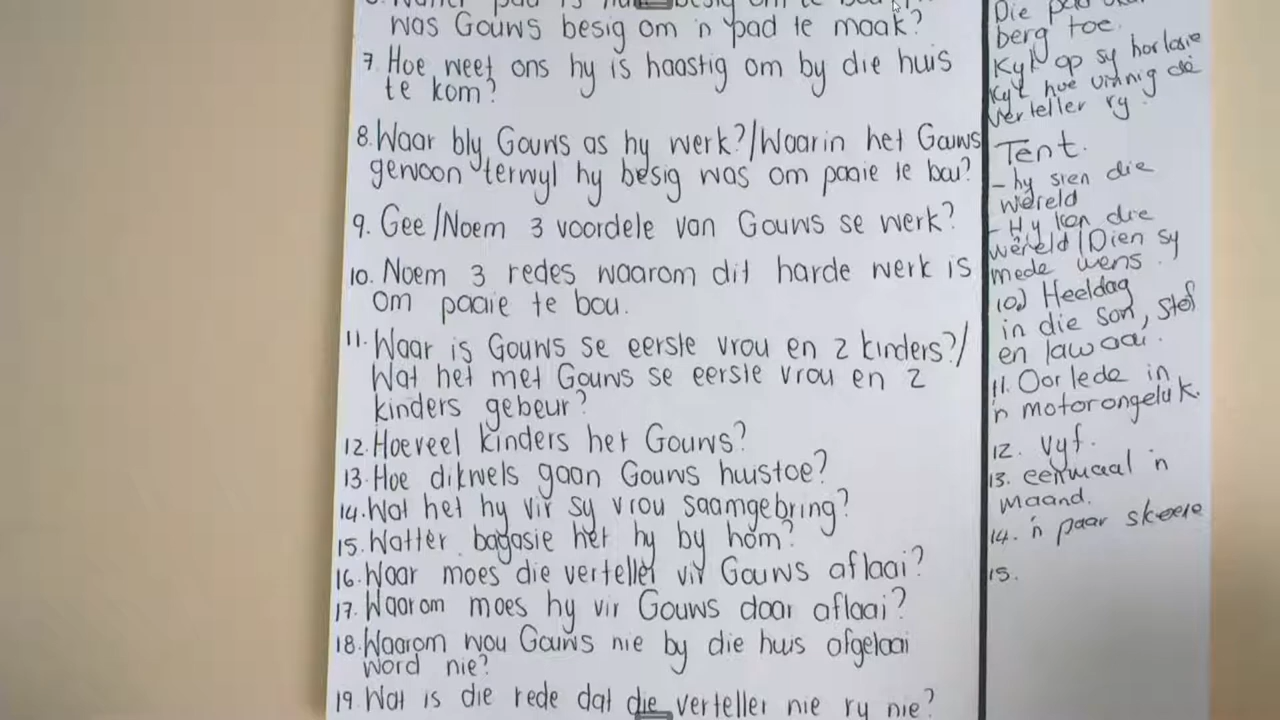 was Gouws besig om 'n pad te maak?
7. Hoe weet ons hy is haastig om by die huis
te kom?
8. Waar bly Gouws as hy werk?/Waarin het Gouws
gewoon terwyl hy besig was om paaie te bou?
9. Gee/Noem 3 voordele van Gouws se werk?
10. Noem 3 redes waarom dit harde werk is
om paaie te bou.
11. Waar is Gouws se eerste vrou en 2 kinders?/
Wat het met Gouws se eerste vrou en 2
kinders gebeur?
12. Hoeveel kinders het Gouws?
13. Hoe dikwels gaan Gouws huistoe?
14. Wat het hy vir sy vrou saamgebring?
15. Watter bagasie het hy by hom?
16. Waar moes die verteller vir Gouws aflaai?
17. Waarom moes hy vir Gouws daar aflaai?
18. Waarom wou Gouws nie by die huis afgelaai
word nie?
19. Wat is die rede dat die verteller nie ry nie?
Die pad
berg toe.
Kyk op sy horlosie
Kyk hoe vinnig die
verteller ry.
Tent.
- hy sien die
wêreld
- Hy ken die
wêreld/Dien sy
mede mens.
10) Heeldag
in die son, stof
en lawaai.
11. Oorlede in
'n motorongeluk.
12. Vyf.
13. eenmaal 'n
maand.
14. 'n paar skoene
15.